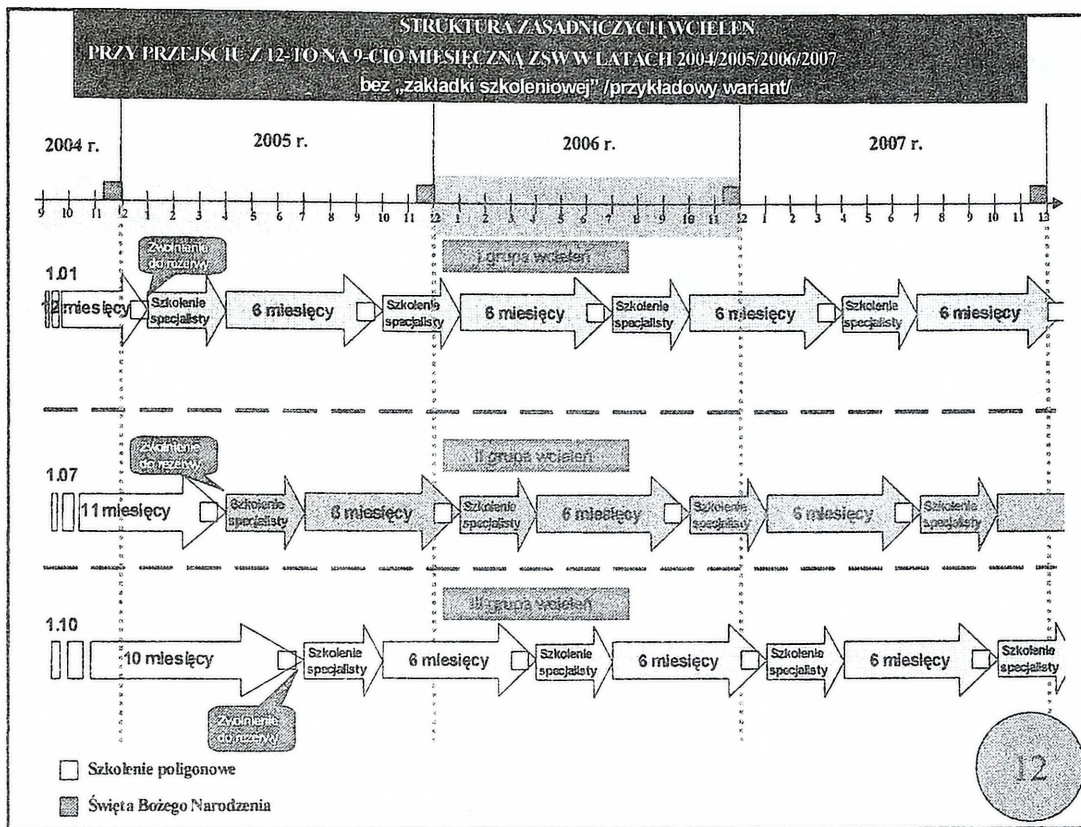 STRUKTURA ZASADNICZYCH WCIELEŃ
PRZY PRZEJŚCIU Z 12-TO NA 9-CIO MIESIĘCZNĄ ZSW W LATACH 2004/2005/2006/2007
bez „zakładki szkoleniowej” /przykładowy wariant/
2004 r.
2005 r.
2006 r.
2007 r.
9 10 11 12 1 2 3 4 5 6 7 8 9 10 11 12 1 2 3 4 5 6 7 8 9 10 11 12 1 2 3 4 5 6 7 8 9 10 11 12
Zwolnienie
do rezerwy
I grupa wcieleń
1.01
12 miesięcy
Szkolenie
specjalisty
6 miesięcy
Szkolenie
specjalisty
6 miesięcy
Szkolenie
specjalisty
6 miesięcy
Szkolenie
specjalisty
6 miesięcy
Zwolnienie
do rezerwy
II grupa wcieleń
1.07
11 miesięcy
Szkolenie
specjalisty
6 miesięcy
Szkolenie
specjalisty
6 miesięcy
Szkolenie
specjalisty
6 miesięcy
Szkolenie
specjalisty
III grupa wcieleń
1.10
10 miesięcy
Szkolenie
specjalisty
6 miesięcy
Szkolenie
specjalisty
6 miesięcy
Szkolenie
specjalisty
6 miesięcy
Szkolenie
specjalisty
Zwolnienie
do rezerwy
Szkolenie poligonowe
Święta Bożego Narodzenia
12